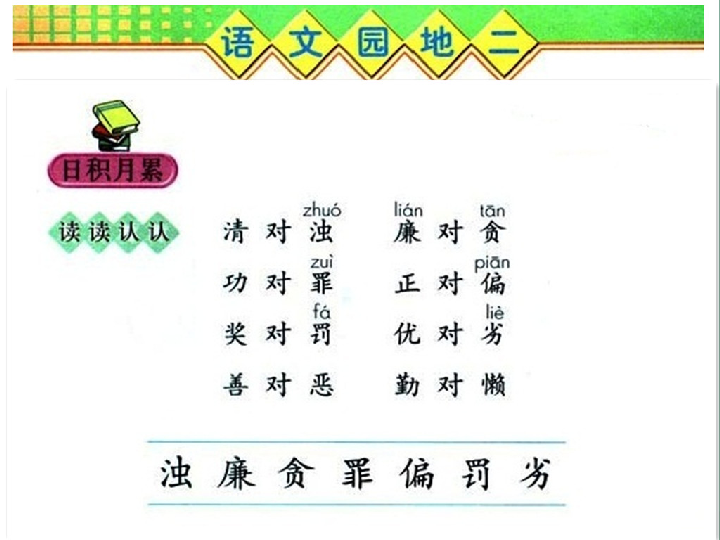 语文园地二
日积月累
读读认认
zhuó lián tān
清 对 浊 廉 对 贪
zuì piān
功 对 罪 正 对 偏
fá liè
奖 对 罚 优 对 劣
善 对 恶 勤 对 懒
浊 廉 贪 罪 偏 罚 劣